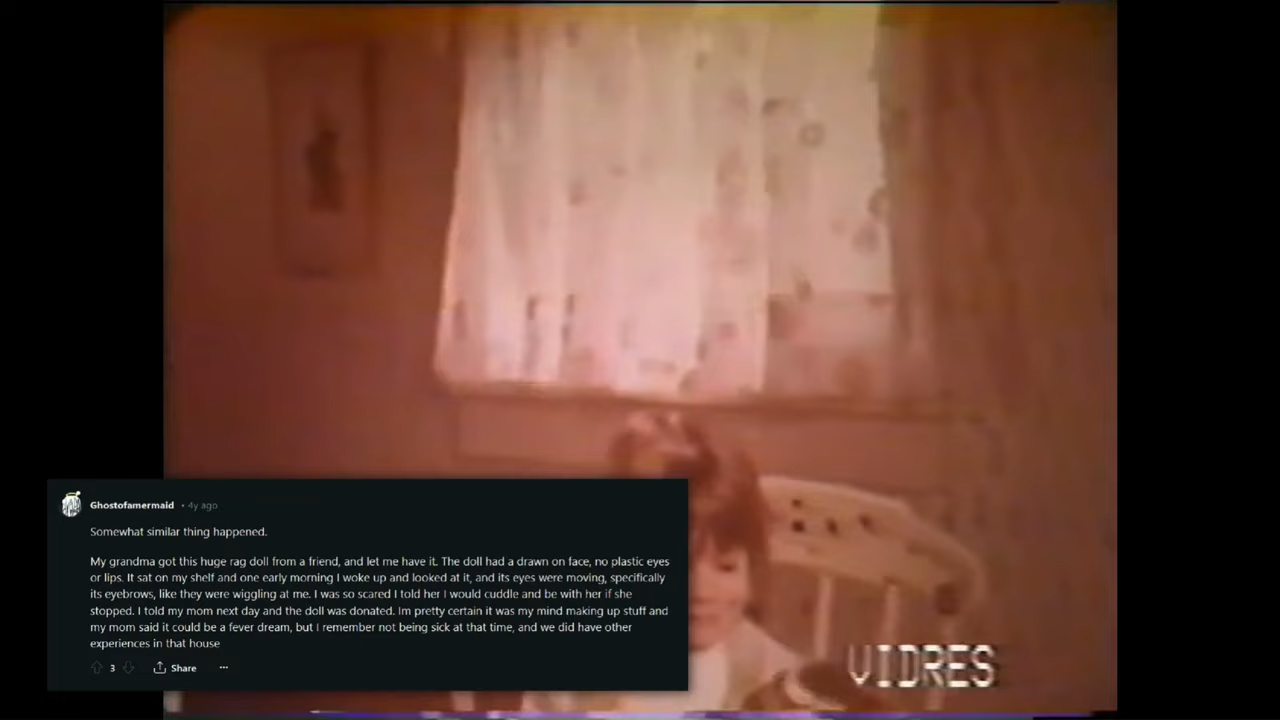 Ghostofamermaid • 4y ago
Somewhat similar thing happened.
My grandma got this huge rag doll from a friend, and let me have it. The doll had a drawn on face, no plastic eyes
or lips. It sat on my shelf and one early morning I woke up and looked at it, and its eyes were moving, specifically
its eyebrows, like they were wiggling at me. I was so scared I told her I would cuddle and be with her if she
stopped. I told my mom next day and the doll was donated. Im pretty certain it was my mind making up stuff and
my mom said it could be a fever dream, but I remember not being sick at that time, and we did have other
experiences in that house
3 Share ...
VIDRES